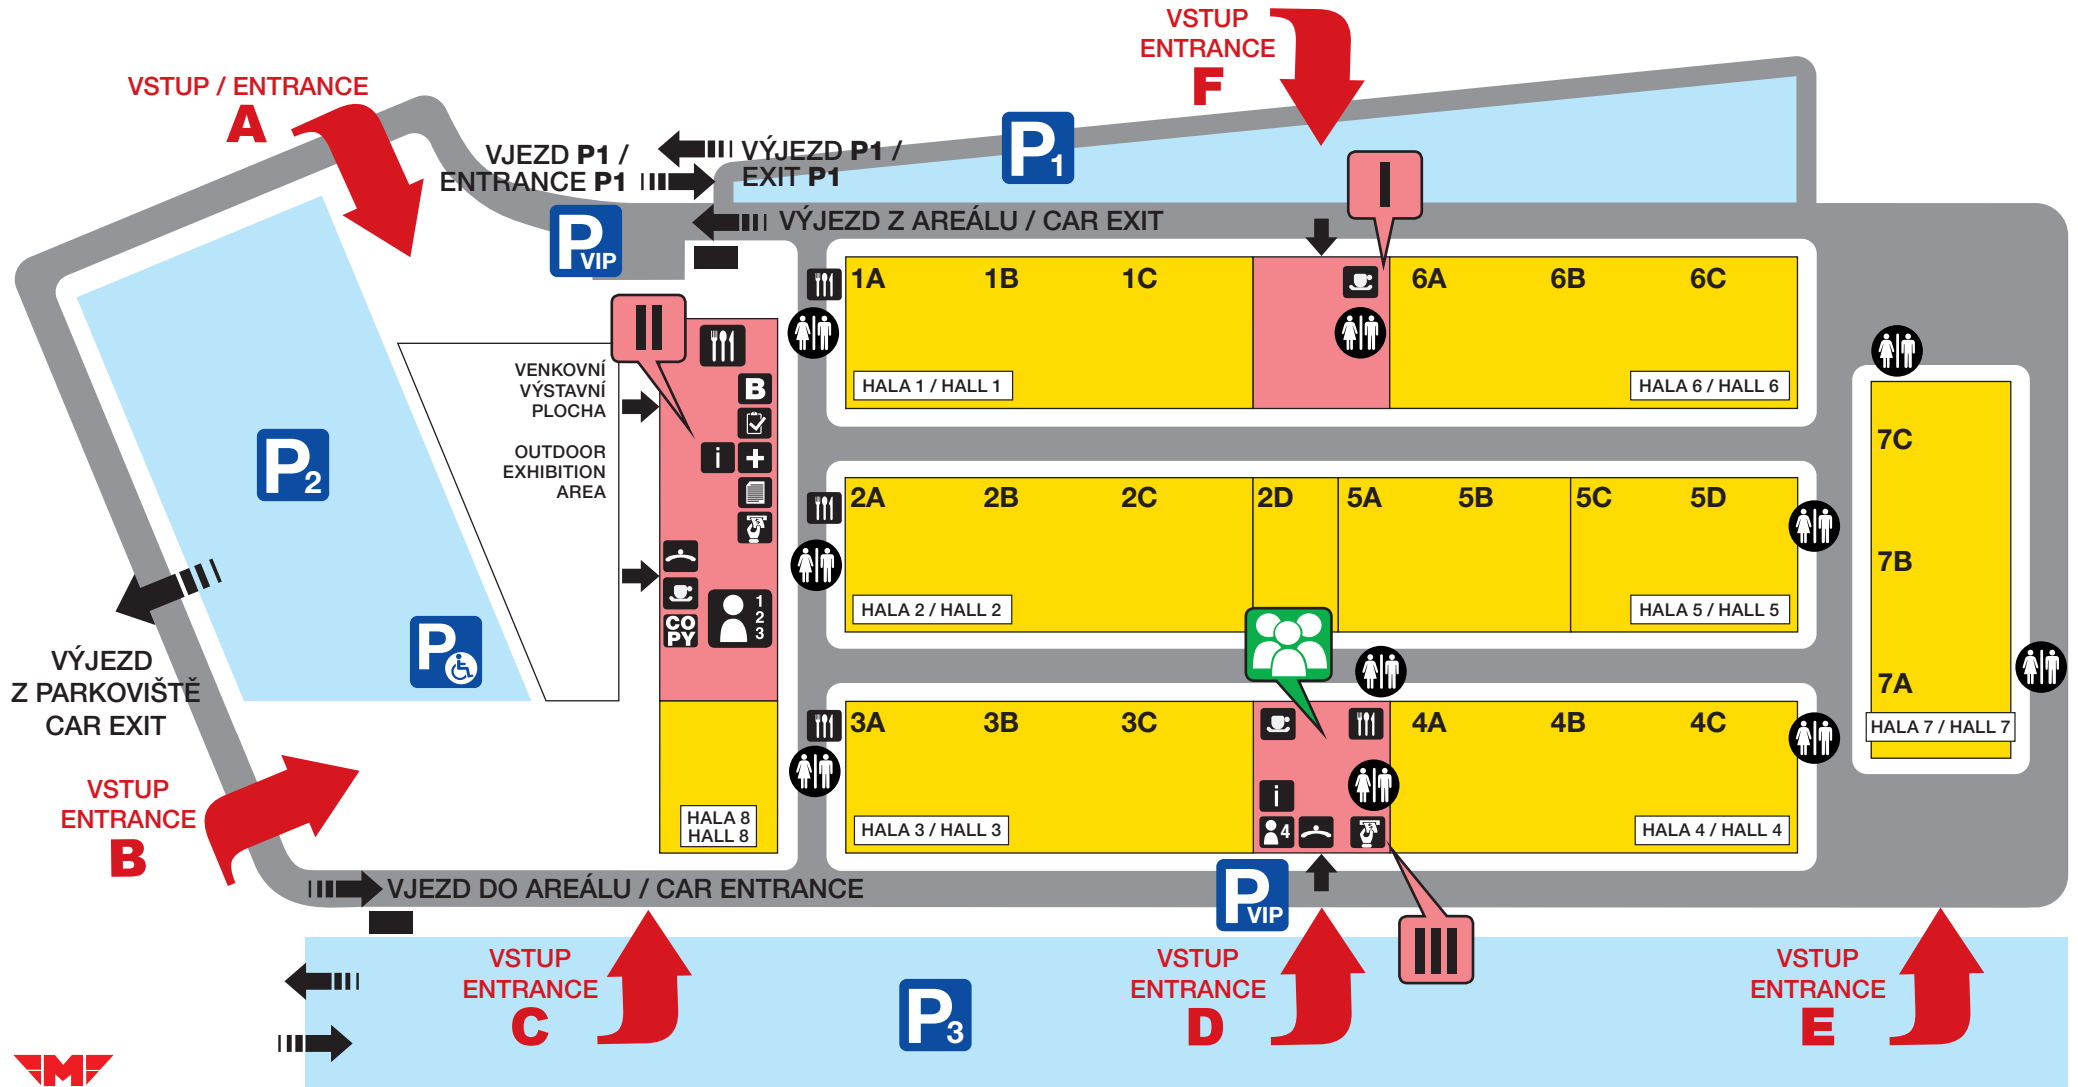 VSTUP
ENTRANCE
F
VSTUP / ENTRANCE
A
VJEZD P1 /
ENTRANCE P1
VÝJEZD P1 /
EXIT P1
P1
I
VÝJEZD Z AREÁLU / CAR EXIT
P VIP
II
1A 1B 1C 6A 6B 6C
HALA 1 / HALL 1
HALA 6 / HALL 6
VENKOVNÍ
VÝSTAVNÍ
PLOCHA
OUTDOOR
EXHIBITION
AREA
B
i
P2
7C
7B
7A
HALA 7 / HALL 7
2A 2B 2C 2D 5A 5B 5C 5D
HALA 2 / HALL 2
HALA 5 / HALL 5
CO
PY
1
2
3
P
VÝJEZD
Z PARKOVIŠTĚ
CAR EXIT
3A 3B 3C 4A 4B 4C
i
4
HALA 3 / HALL 3
HALA 4 / HALL 4
HALA 8
HALL 8
VSTUP
ENTRANCE
B
VJEZD DO AREÁLU / CAR ENTRANCE
P VIP
III
VSTUP
ENTRANCE
C
P3
VSTUP
ENTRANCE
D
VSTUP
ENTRANCE
E
M